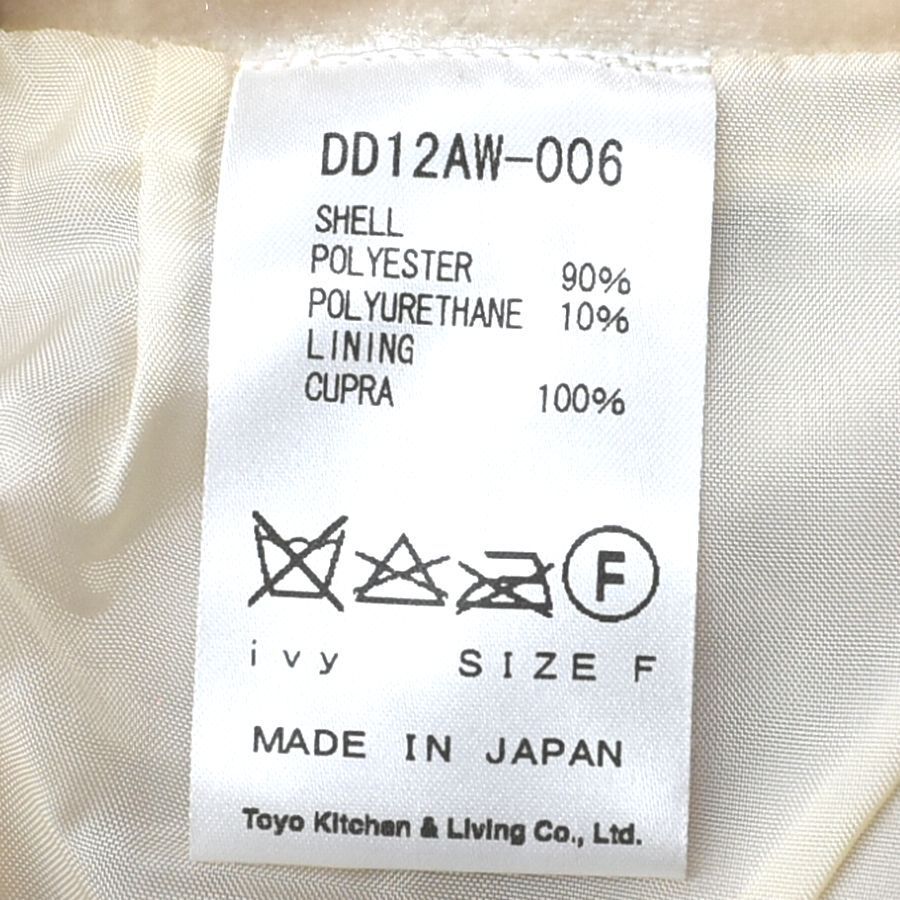 DD12AW-006
SHELL
POLYESTER 90%
POLYURETHANE 10%
LINING
CUPRA 100%
F
ivy SIZE F
MADE IN JAPAN
Toyo Kitchen & Living Co., Ltd.